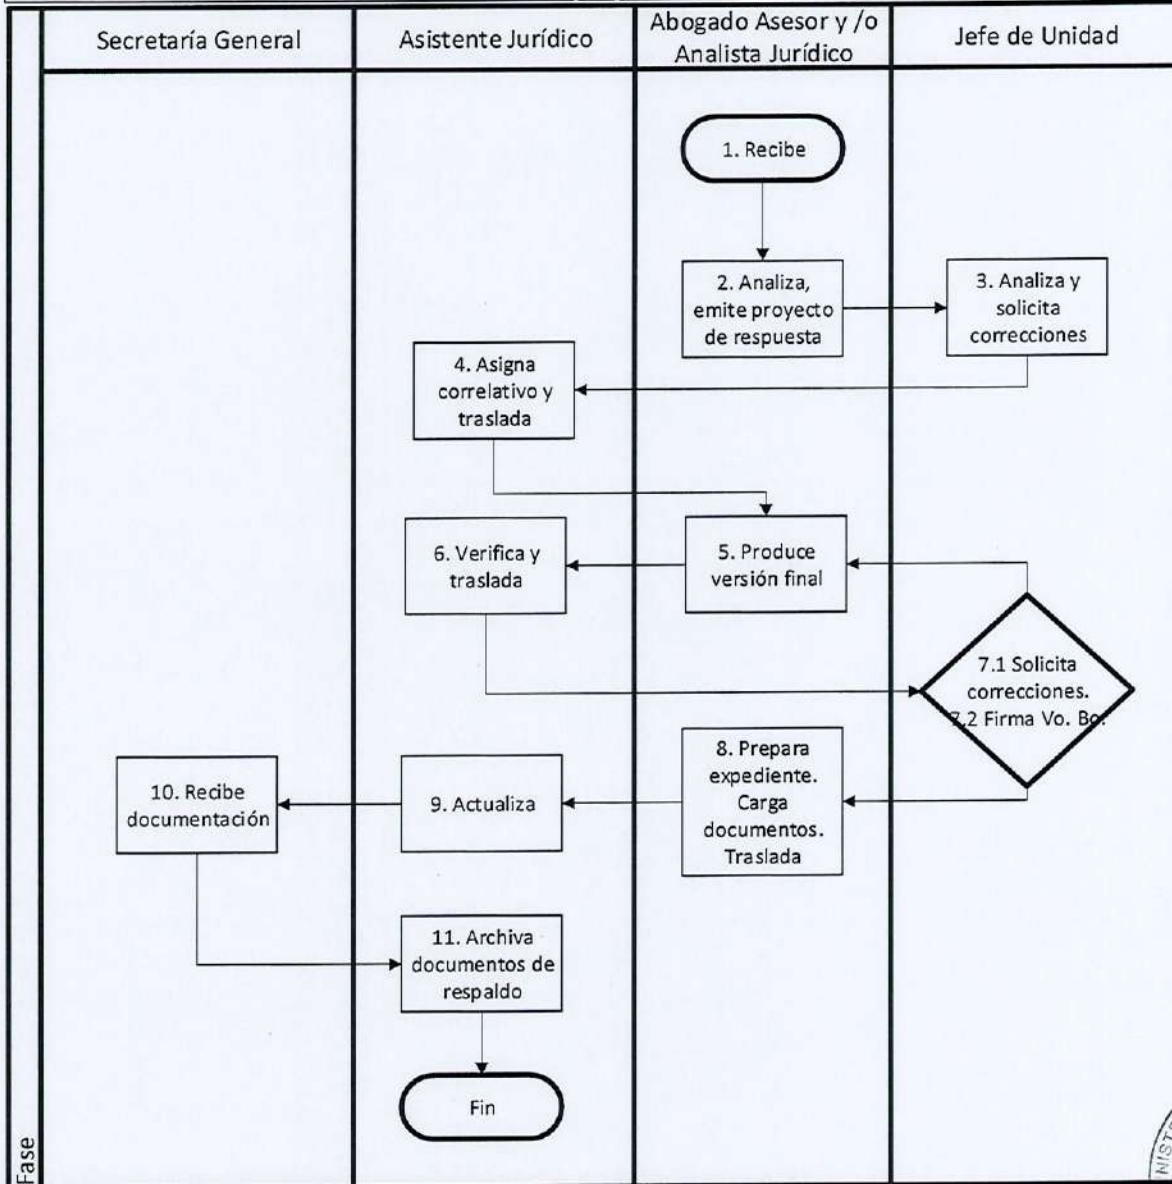 Secretaría General
Asistente Jurídico
Abogado Asesor y /o
Analista Jurídico
Jefe de Unidad
1. Recibe
2. Analiza,
emite proyecto
de respuesta
3. Analiza y
solicita
correcciones
4. Asigna
correlativo y
traslada
5. Produce
versión final
6. Verifica y
traslada
7.1 Solicita
correcciones.
7.2 Firma Vo. Bo.
8. Prepara
expediente.
Carga
documentos.
Traslada
9. Actualiza
10. Recibe
documentación
11. Archiva
documentos de
respaldo
Fin
Fase